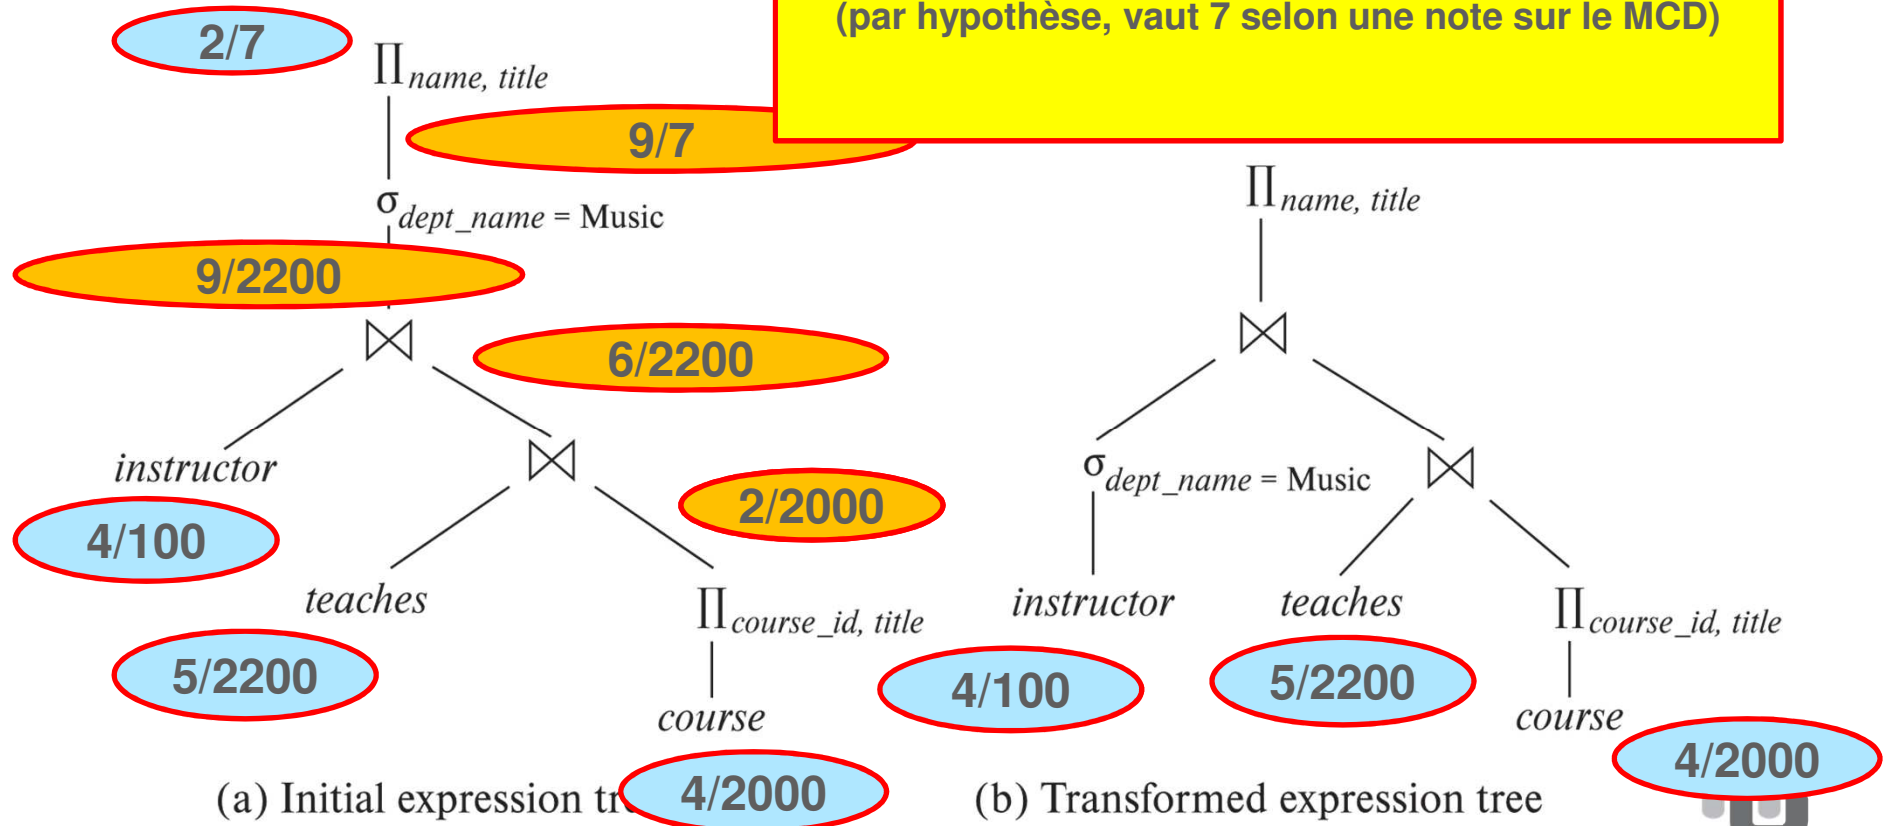 (par hypothèse, vaut 7 selon une note sur le MCD)
2/7
∏name, title
9/7
σdept_name = Music
9/2200
⋈
6/2200
instructor
⋈
4/100
2/2000
teaches
∏course_id, title
5/2200
course
4/2000
(a) Initial expression tr
∏name, title
⋈
σdept_name = Music
⋈
instructor
teaches
∏course_id, title
4/100
5/2200
course
4/2000
(b) Transformed expression tree